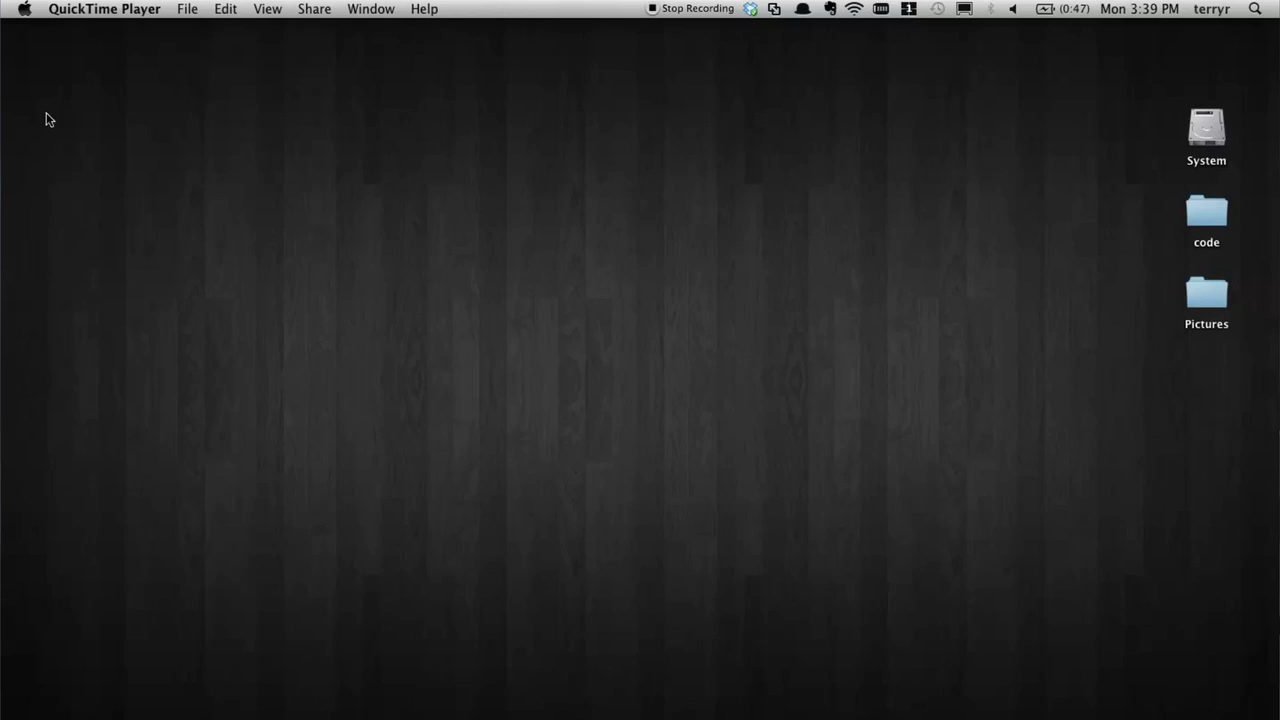 QuickTime Player File Edit View Share Window Help Stop Recording 1 (0:47) Mon 3:39 PM terryr
System
code
Pictures